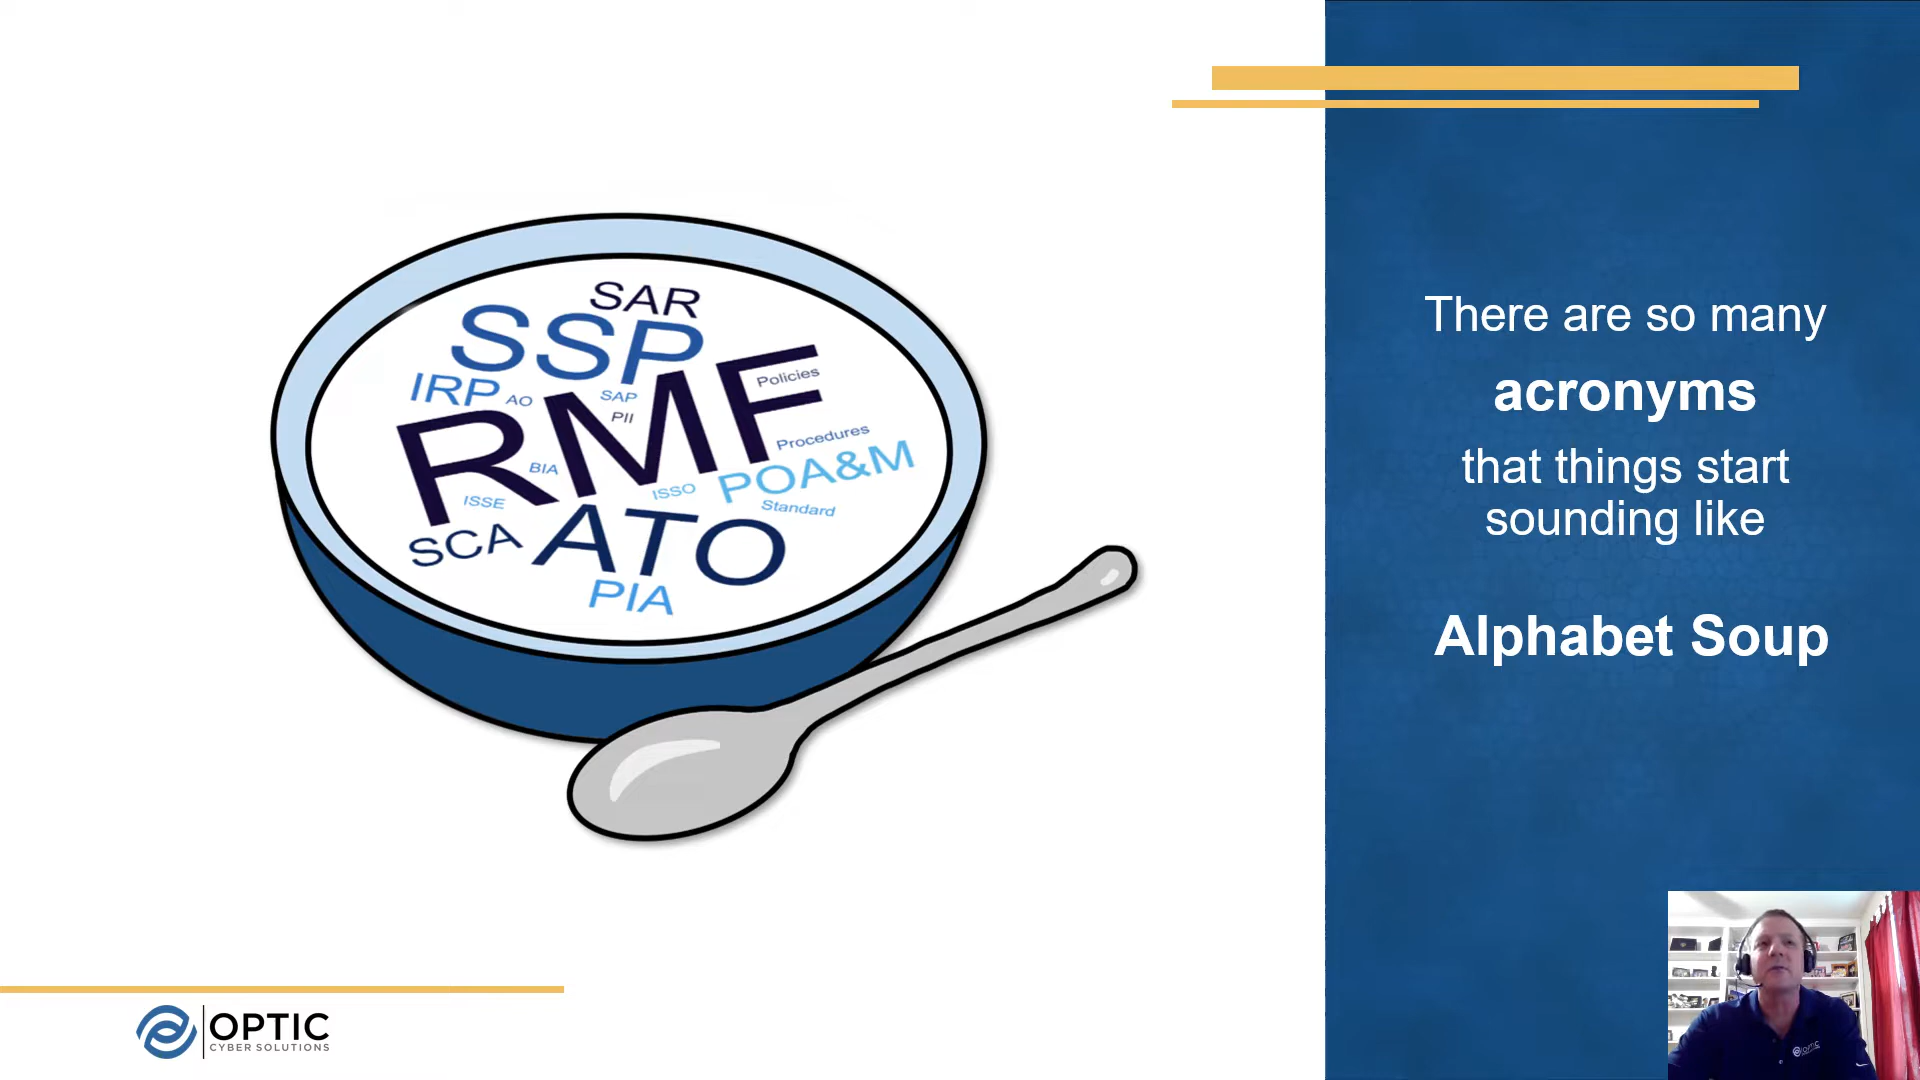 SAR
SSP
IRP AO SAP
PII
RMF
Policies
Procedures
BIA
POA&M
ISSE
ISSO
Standard
SCA
ATO
PIA
There are so many
acronyms
that things start
sounding like
Alphabet Soup
OPTIC
CYBER SOLUTIONS
OPTIC